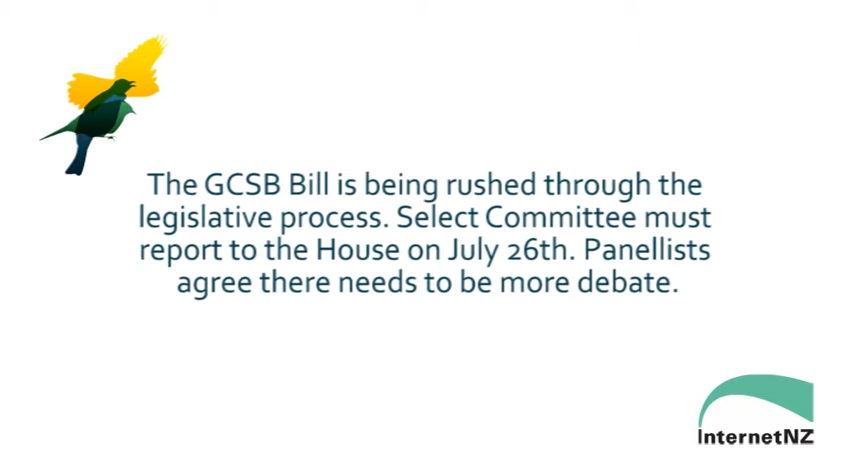 The GCSB Bill is being rushed through the
legislative process. Select Committee must
report to the House on July 26th. Panellists
agree there needs to be more debate.
InternetNZ